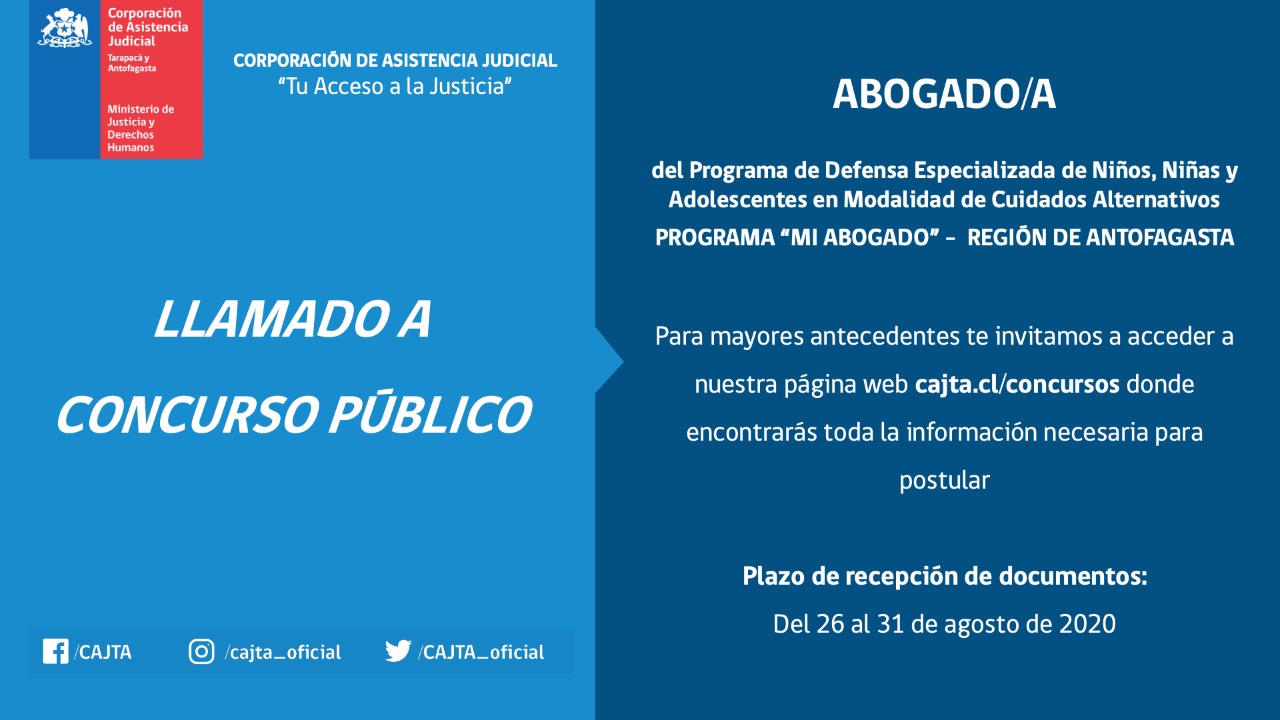 Corporación
de Asistencia
Judicial
Tarapacá y
Antofagasta
Ministerio de
Justicia y
Derechos
Humanos
CORPORACIÓN DE ASISTENCIA JUDICIAL
“Tu Acceso a la Justicia”
LLAMADO A
CONCURSO PÚBLICO
/CAJTA
/cajta_oficial
/CAJTA_oficial
ABOGADO/A
del Programa de Defensa Especializada de Niños, Niñas y
Adolescentes en Modalidad de Cuidados Alternativos
PROGRAMA “MI ABOGADO” – REGIÓN DE ANTOFAGASTA
Para mayores antecedentes te invitamos a acceder a
nuestra página web cajta.cl/concursos donde
encontrarás toda la información necesaria para
postular
Plazo de recepción de documentos:
Del 26 al 31 de agosto de 2020